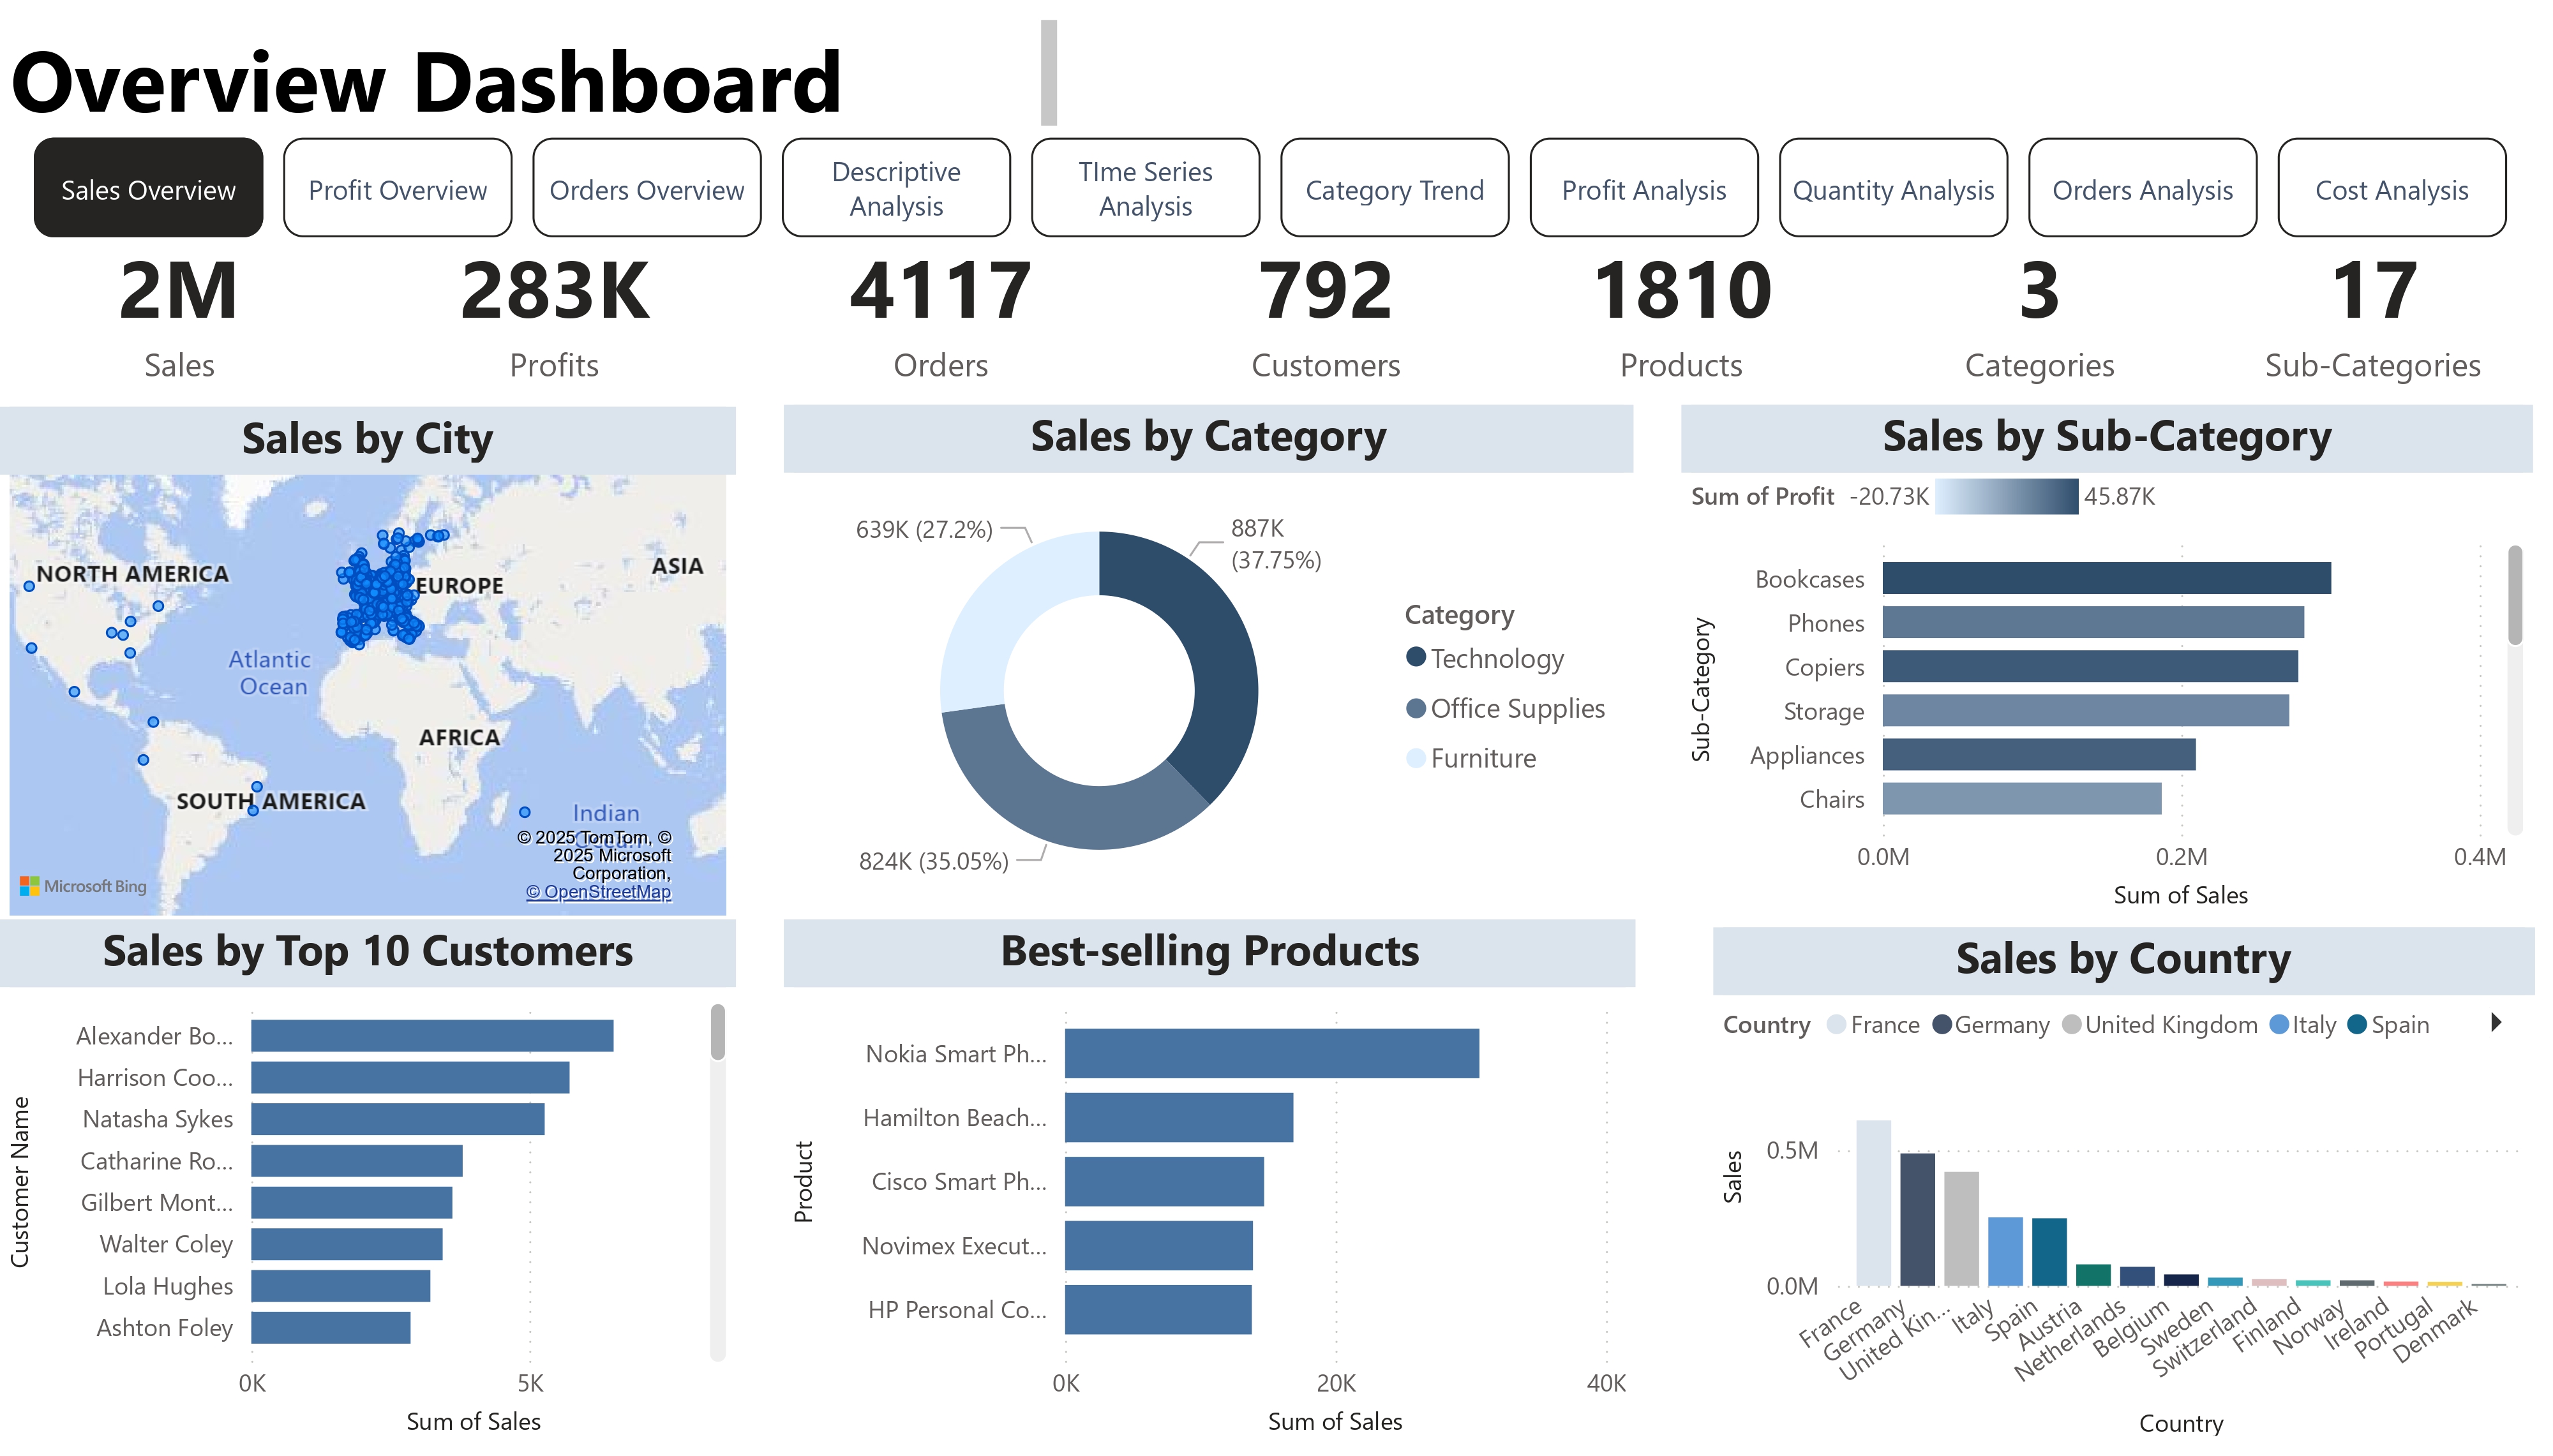 Overview Dashboard
Sales Overview
Profit Overview
Orders Overview
Descriptive
Analysis
TIme Series
Analysis
Category Trend
Profit Analysis
Quantity Analysis
Orders Analysis
Cost Analysis
2M
Sales
283K
Profits
4117
Orders
792
Customers
1810
Products
3
Categories
17
Sub-Categories
Sales by City
NORTH AMERICA
EUROPE
ASIA
Atlantic
Ocean
AFRICA
SOUTH AMERICA
Indian
© 2025 TomTom, ©
2025 Microsoft
Corporation,
© OpenStreetMap
Microsoft Bing
Sales by Category
639K (27.2%)
887K
(37.75%)
824K (35.05%)
Category
Technology
Office Supplies
Furniture
Sales by Sub-Category
Sum of Profit -20.73K 45.87K
Sub-Category
Bookcases
Phones
Copiers
Storage
Appliances
Chairs
0.0M 0.2M 0.4M
Sum of Sales
Sales by Top 10 Customers
Customer Name
Alexander Bo...
Harrison Coo...
Natasha Sykes
Catharine Ro...
Gilbert Mont...
Walter Coley
Lola Hughes
Ashton Foley
0K 5K
Sum of Sales
Best-selling Products
Product
Nokia Smart Ph...
Hamilton Beach...
Cisco Smart Ph...
Novimex Execut...
HP Personal Co...
0K 20K 40K
Sum of Sales
Sales by Country
Country France Germany United Kingdom Italy Spain
Sales
0.5M
0.0M
France
Germany
United Kin...
Italy
Spain
Austria
Netherlands
Belgium
Sweden
Switzerland
Finland
Norway
Ireland
Portugal
Denmark
Country